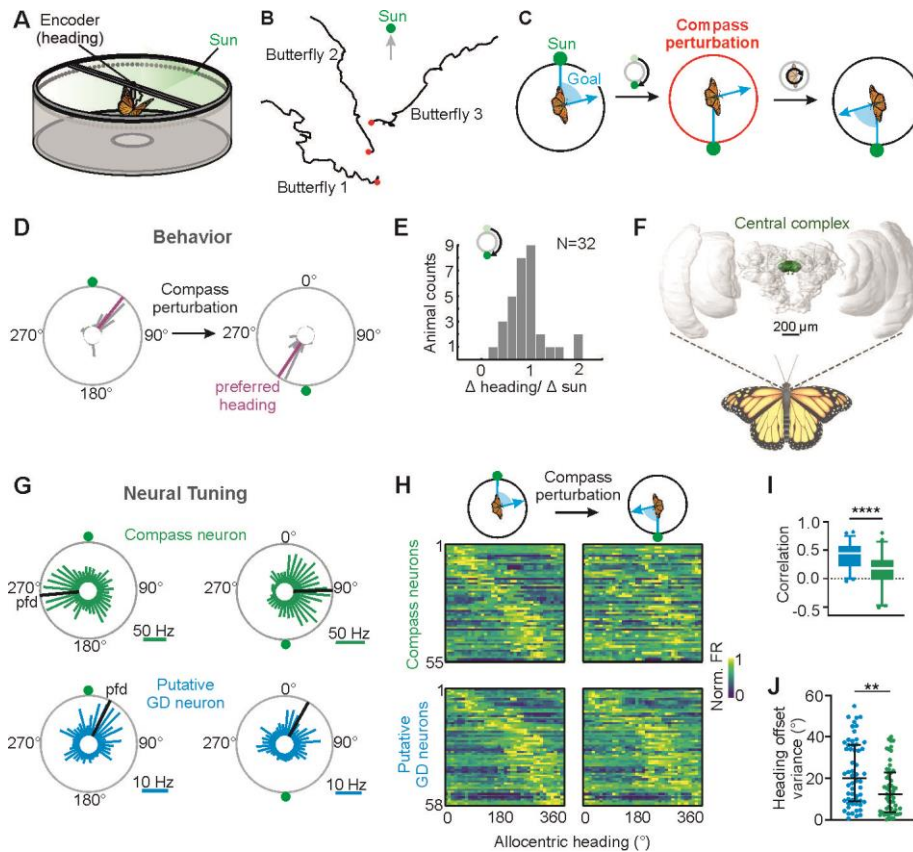 A
Encoder
(heading)
Sun
B
Sun
Butterfly 2
Butterfly 3
Butterfly 1
C
Sun
Goal
Compass
perturbation
D
Behavior
Compass
perturbation
0°
270°
90°
270°
90°
180°
preferred
heading
E
N=32
Animal counts
9
7
5
3
1
0
1
2
Δ heading/ Δ sun
F
Central complex
200 µm
G
Neural Tuning
Compass neuron
0°
270°
pfd
90°
270°
90°
180°
50 Hz
50 Hz
Putative
GD neuron
pfd
0°
270°
90°
270°
90°
180°
10 Hz
10 Hz
H
Compass
perturbation
Compass
neurons
1
55
Putative
GD neurons
1
58
0
360
0
360
Allocentric heading (°)
Norm. FR
1
0
I
****
Correlation
1.0
0.5
0.0
0.5
J
**
Heading offset
variance (°)
60
40
20
0